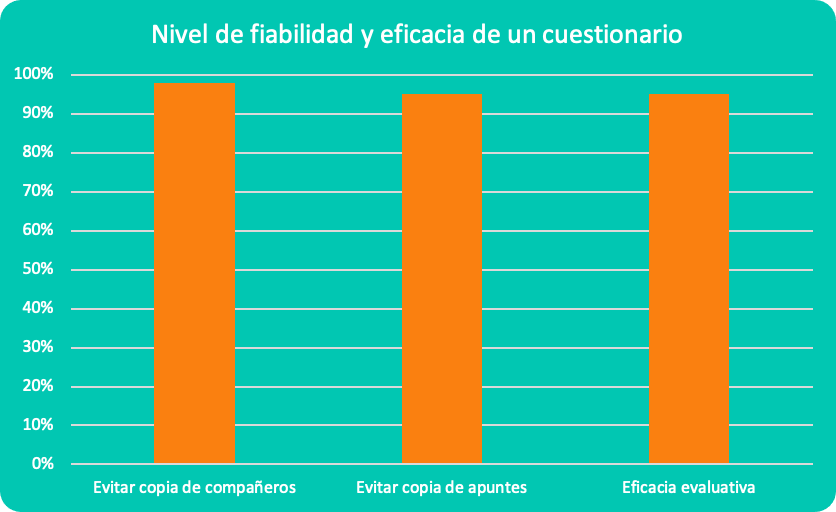 Nivel de fiabilidad y eficacia de un cuestionario
100%
90%
80%
70%
60%
50%
40%
30%
20%
10%
0%
Evitar copia de compañeros
Evitar copia de apuntes
Eficacia evaluativa